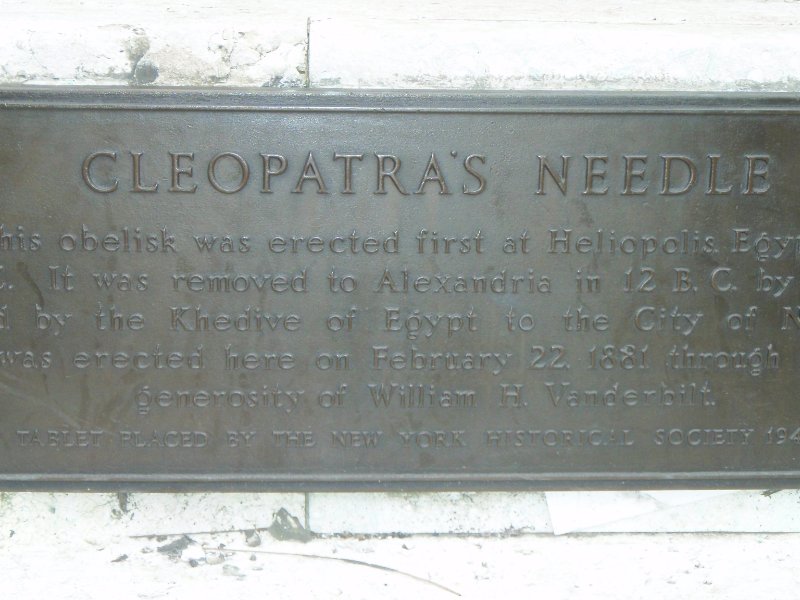 CLEOPATRA'S NEEDLE
his obelisk was erected first at Heliopolis, Egyp
. It was removed to Alexandria in 12 B. C. by
d by the Khedive of Egypt to the City of N
was erected here on February 22, 1881 through
generosity of William H. Vanderbilt.
TABLET PLACED BY THE NEW YORK HISTORICAL SOCIETY 194